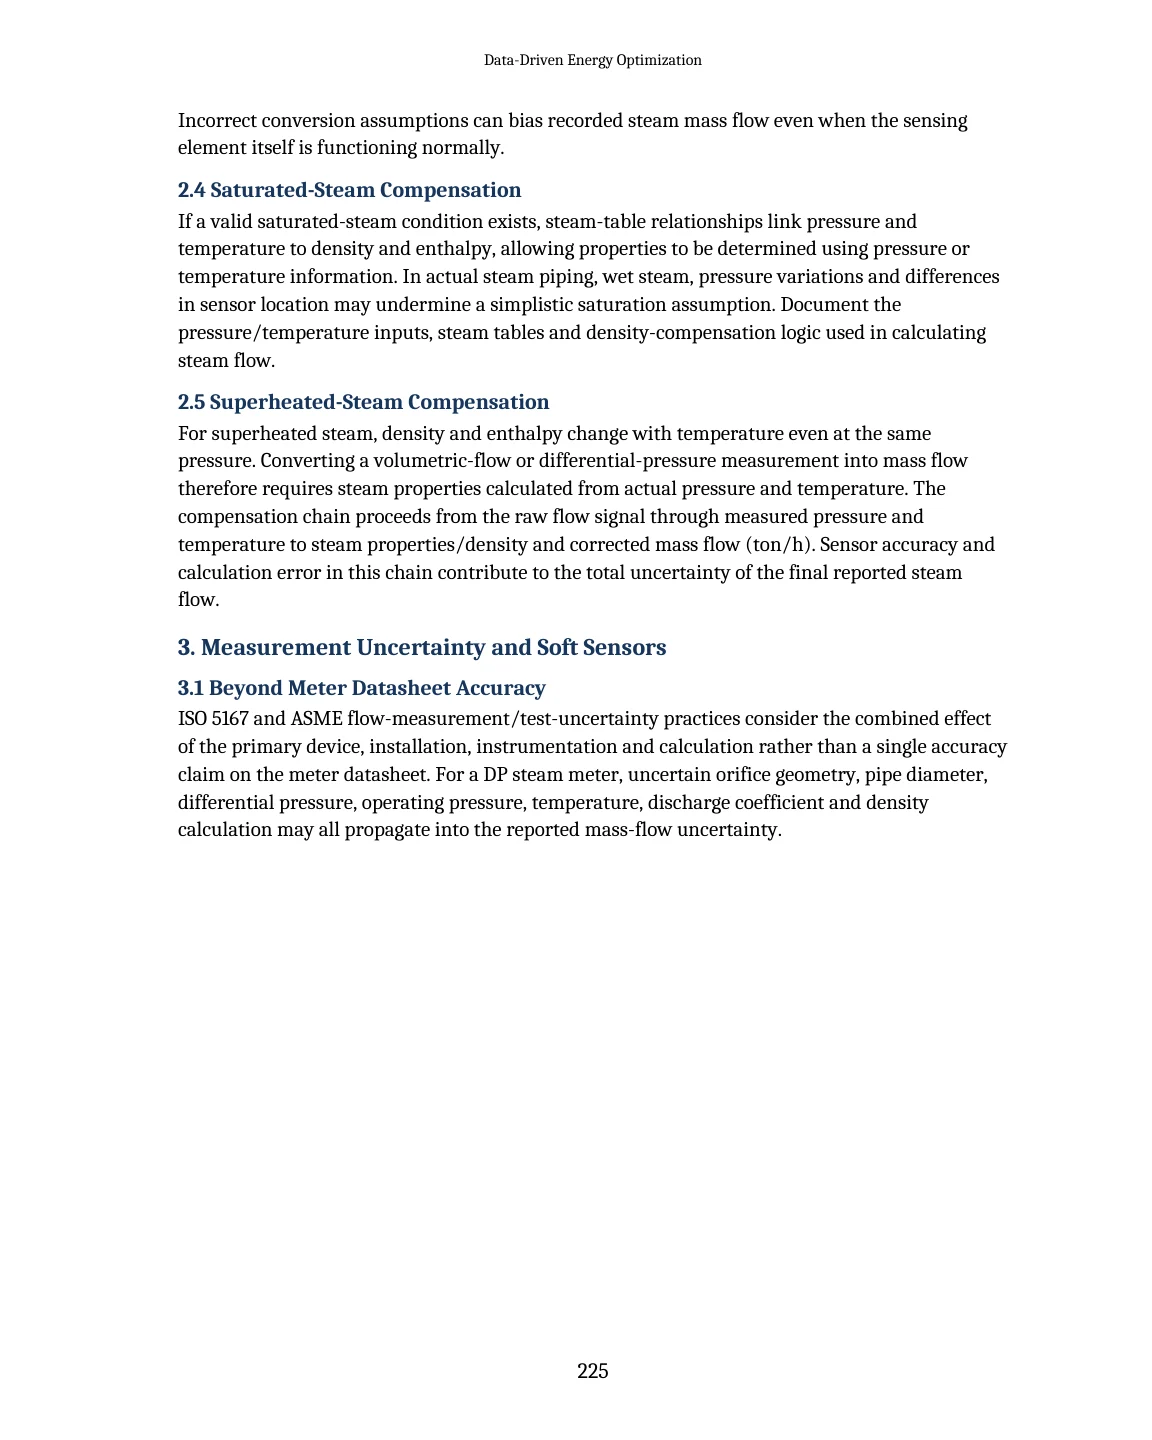 Data-Driven Energy Optimization
Incorrect conversion assumptions can bias recorded steam mass flow even when the sensing
element itself is functioning normally.
2.4 Saturated-Steam Compensation
If a valid saturated-steam condition exists, steam-table relationships link pressure and
temperature to density and enthalpy, allowing properties to be determined using pressure or
temperature information. In actual steam piping, wet steam, pressure variations and differences
in sensor location may undermine a simplistic saturation assumption. Document the
pressure/temperature inputs, steam tables and density-compensation logic used in calculating
steam flow.
2.5 Superheated-Steam Compensation
For superheated steam, density and enthalpy change with temperature even at the same
pressure. Converting a volumetric-flow or differential-pressure measurement into mass flow
therefore requires steam properties calculated from actual pressure and temperature. The
compensation chain proceeds from the raw flow signal through measured pressure and
temperature to steam properties/density and corrected mass flow (ton/h). Sensor accuracy and
calculation error in this chain contribute to the total uncertainty of the final reported steam
flow.
3. Measurement Uncertainty and Soft Sensors
3.1 Beyond Meter Datasheet Accuracy
ISO 5167 and ASME flow-measurement/test-uncertainty practices consider the combined effect
of the primary device, installation, instrumentation and calculation rather than a single accuracy
claim on the meter datasheet. For a DP steam meter, uncertain orifice geometry, pipe diameter,
differential pressure, operating pressure, temperature, discharge coefficient and density
calculation may all propagate into the reported mass-flow uncertainty.
225